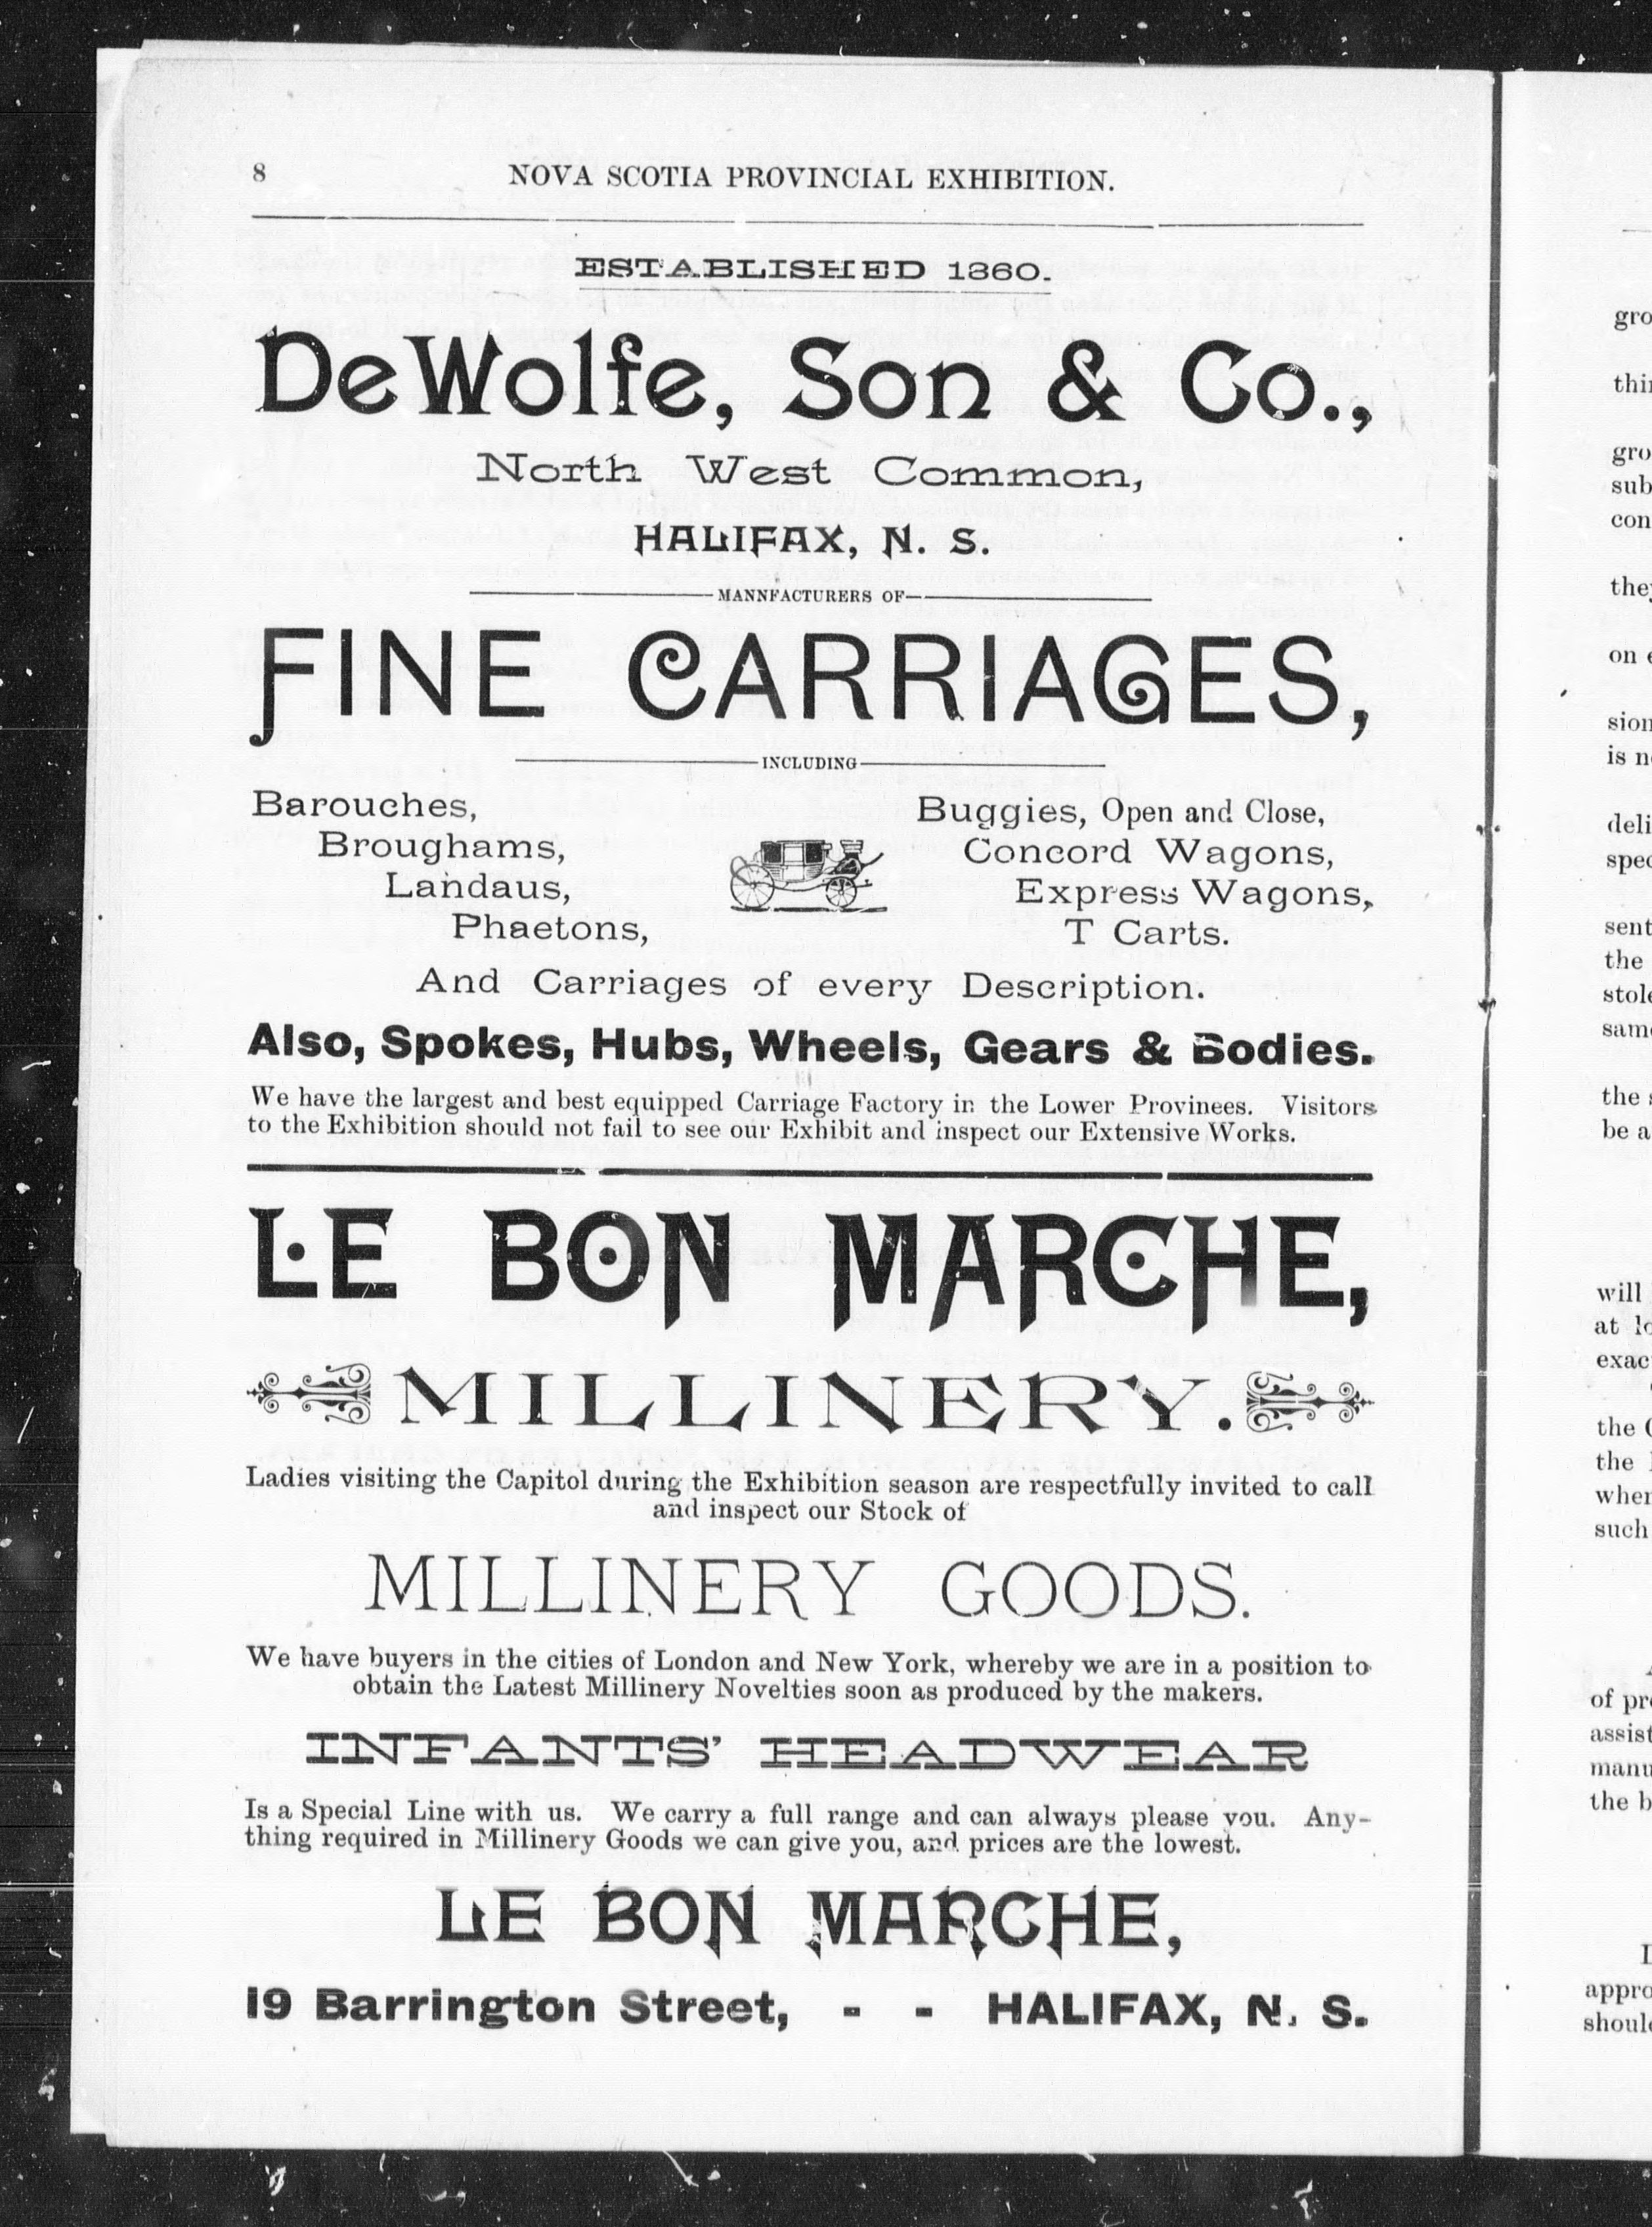 8 NOVA SCOTIA PROVINCIAL EXHIBITION.
ESTABLISHED 1860.
DeWolfe, Son & Co.,
North West Common,
HALIFAX, N. S.
MANNFACTURERS OF
FINE CARRIAGES,
INCLUDING
Barouches,
Broughams,
Landaus,
Phaetons,
Buggies, Open and Close,
Concord Wagons,
Express Wagons,
T Carts.
And Carriages of every Description.
Also, Spokes, Hubs, Wheels, Gears & Bodies.
We have the largest and best equipped Carriage Factory in the Lower Provinees. Visitors
to the Exhibition should not fail to see our Exhibit and inspect our Extensive Works.
LE BON MARCHE,
MILLINERY.
Ladies visiting the Capitol during the Exhibition season are respectfully invited to call
and inspect our Stock of
MILLINERY GOODS.
We have buyers in the cities of London and New York, whereby we are in a position to
obtain the Latest Millinery Novelties soon as produced by the makers.
INFANTS' HEADWEAR
Is a Special Line with us. We carry a full range and can always please you. Any-
thing required in Millinery Goods we can give you, and prices are the lowest.
LE BON MARCHE,
19 Barrington Street, - - HALIFAX, N. S.
gro
thi
gro
sub
con
they
on
sion
is n
deli
spec
sent
the
stol
sam
the
be a
will
at
exac
the
the
when
such
of pr
assist
manu
the b
appro
shoul